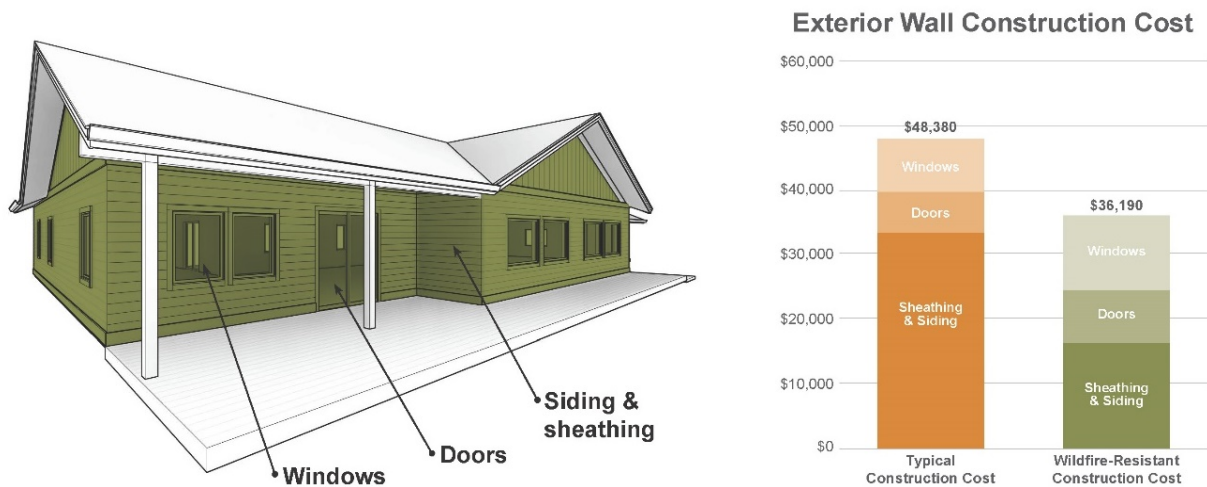 Siding &
sheathing
Doors
Windows
Exterior Wall Construction Cost
$60,000
$50,000
$40,000
$30,000
$20,000
$10,000
$0
$48,380
Windows
Doors
Sheathing
& Siding
$36,190
Windows
Doors
Sheathing
& Siding
Typical
Construction Cost
Wildfire-Resistant
Construction Cost